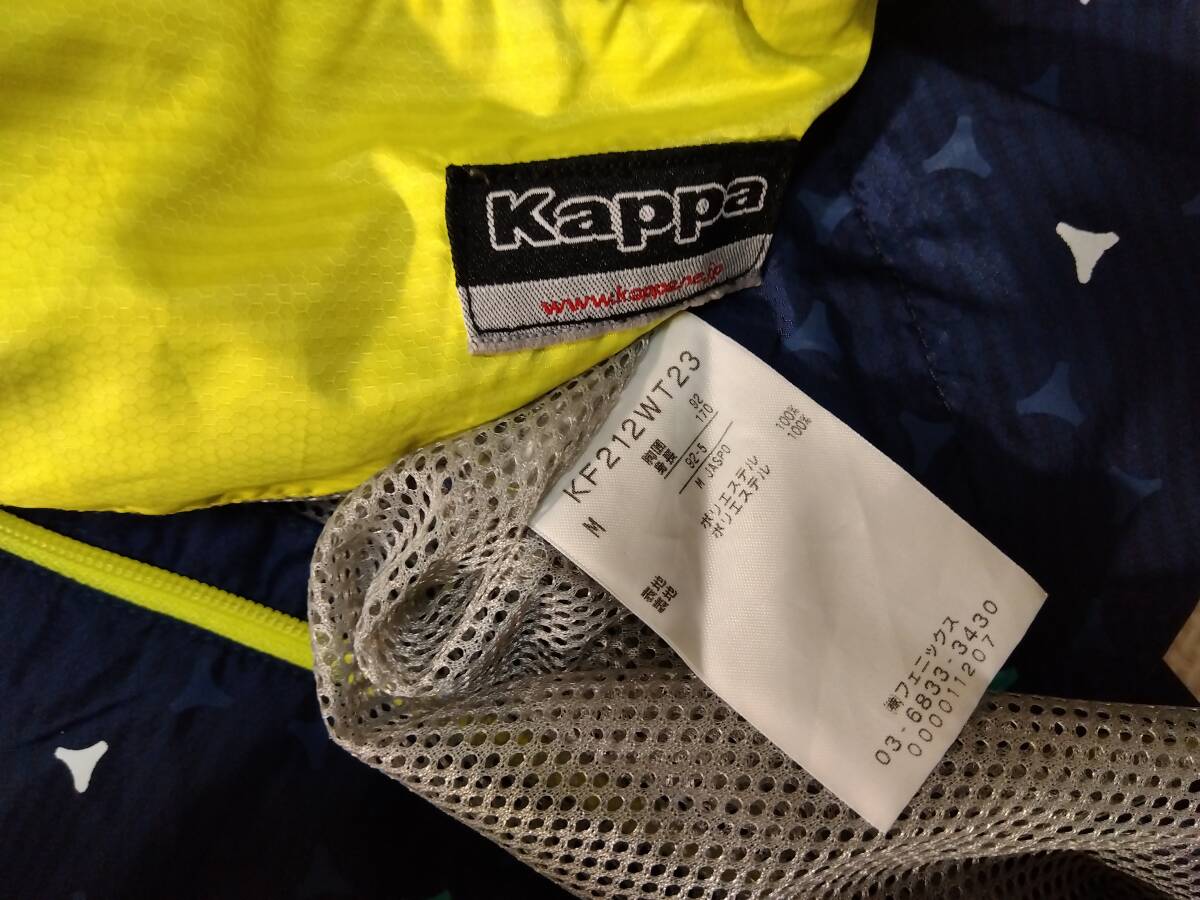 Kappa
www.kappa.ne.jp
KF212WT23
M
胸囲 92
身長 170
92-5
M JASPO
表地 ポリエステル 100%
裏地 ポリエステル 100%
㈱フェニックス
03-6833-3430
0000011207